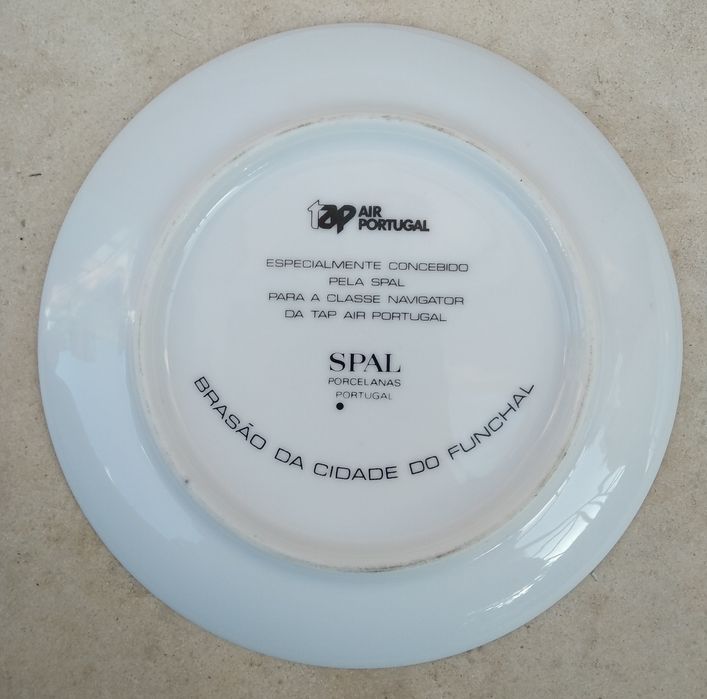 tap AIR
PORTUGAL
ESPECIALMENTE CONCEBIDO
PELA SPAL
PARA A CLASSE NAVIGATOR
DA TAP AIR PORTUGAL
SPAL
PORCELANAS
PORTUGAL
BRASÃO DA CIDADE DO FUNCHAL